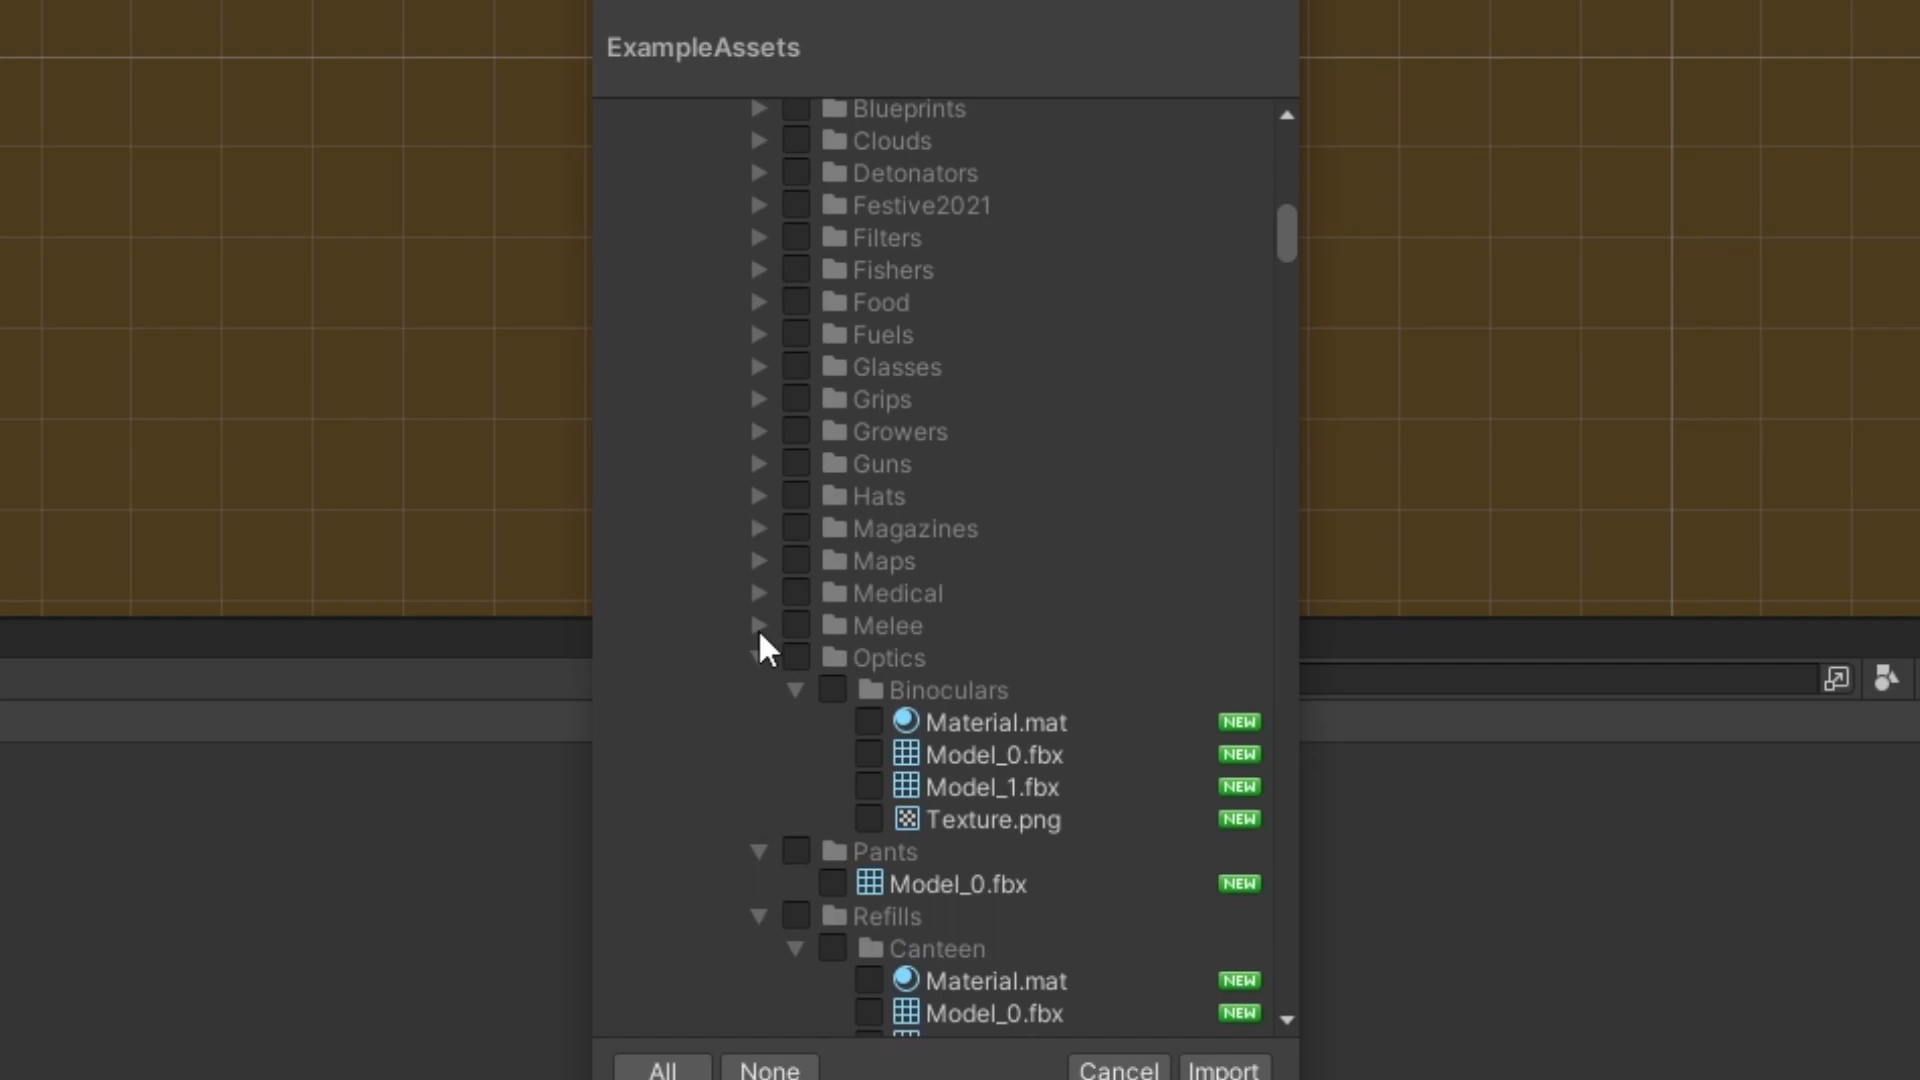 ExampleAssets
Blueprints
Clouds
Detonators
Festive2021
Filters
Fishers
Food
Fuels
Glasses
Grips
Growers
Guns
Hats
Magazines
Maps
Medical
Melee
Optics
Binoculars
Material.mat NEW
Model_0.fbx NEW
Model_1.fbx NEW
Texture.png NEW
Pants
Model_0.fbx NEW
Refills
Canteen
Material.mat NEW
Model_0.fbx NEW
All None Cancel Import